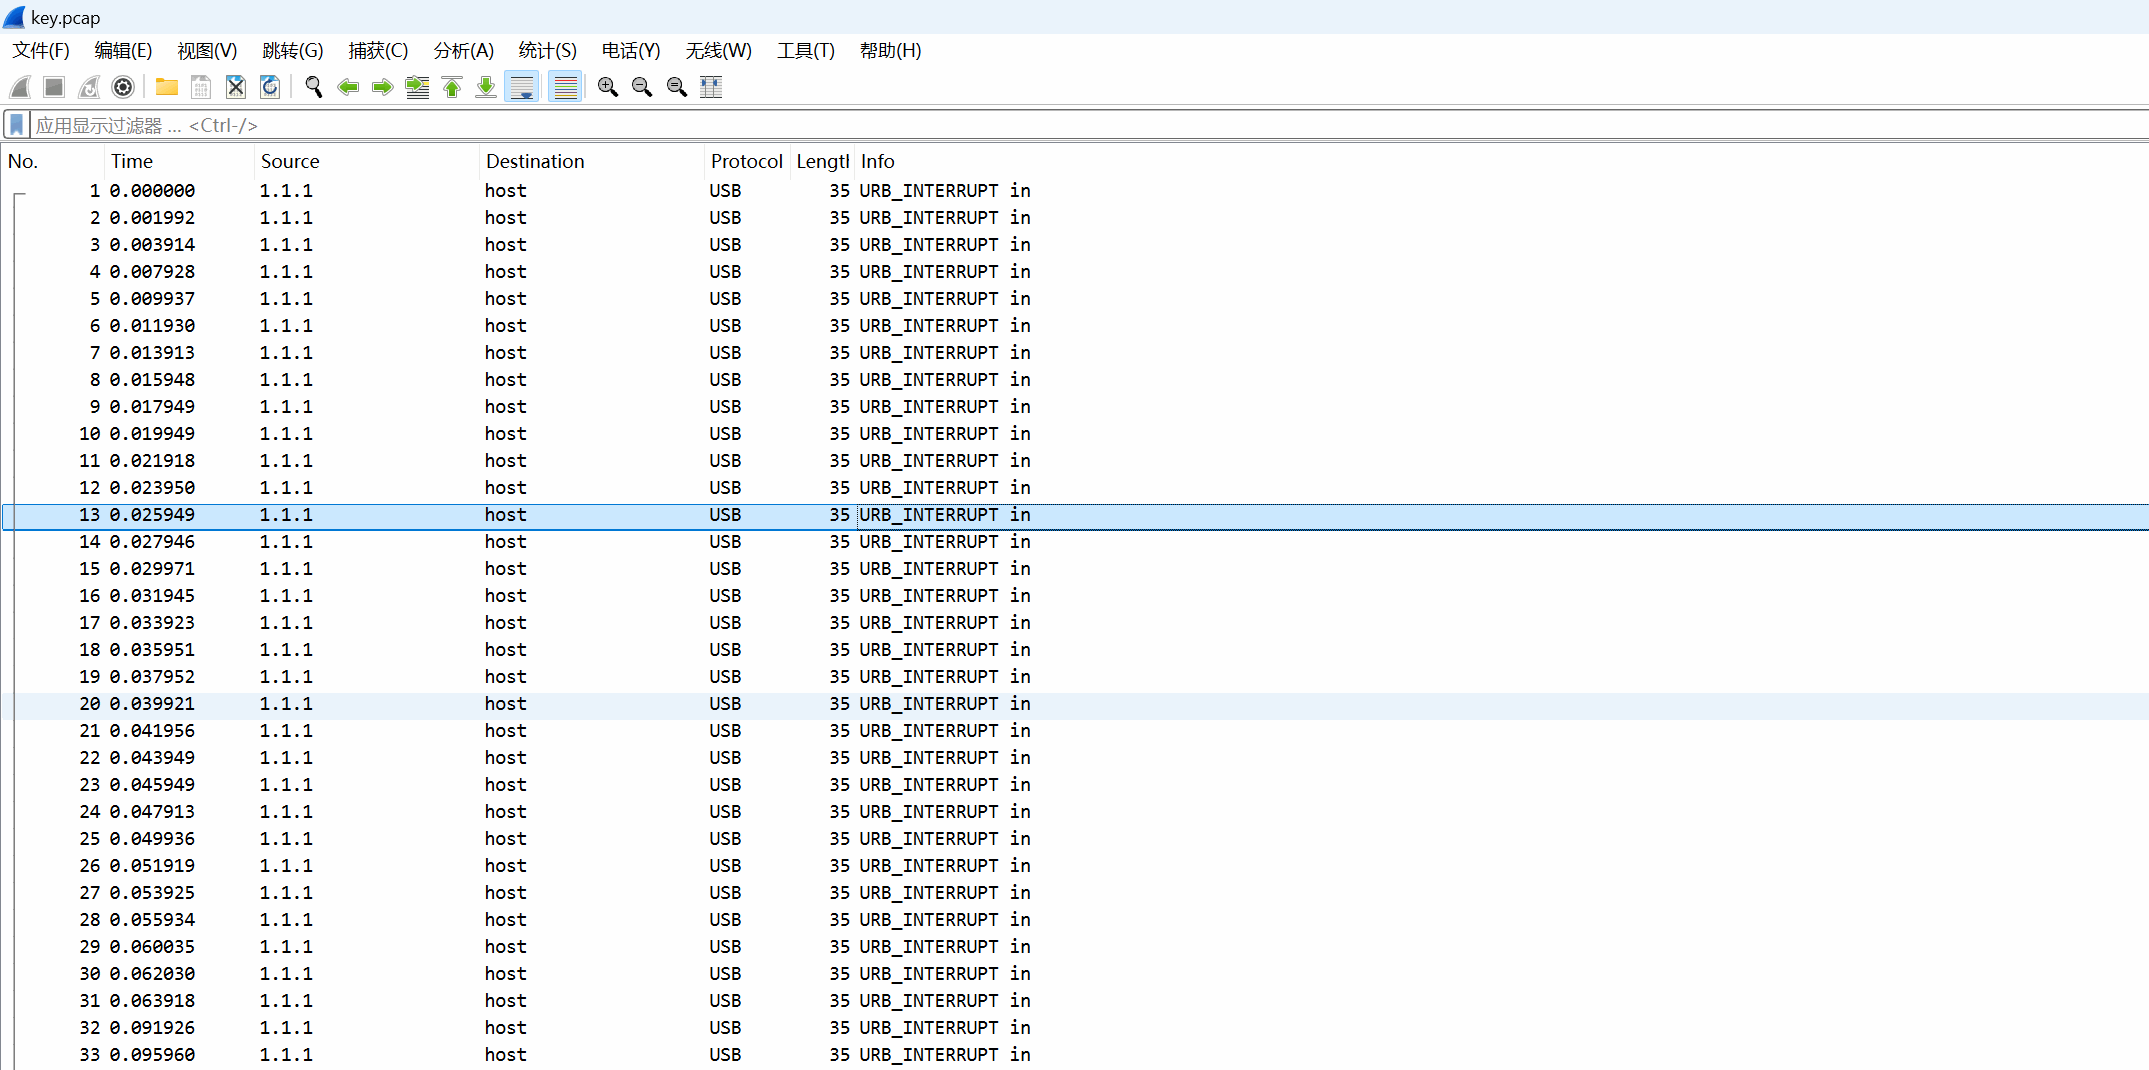 key.pcap
文件(F) 编辑(E) 视图(V) 跳转(G) 捕获(C) 分析(A) 统计(S) 电话(Y) 无线(W) 工具(T) 帮助(H)
应用显示过滤器 … <Ctrl-/>
No. Time Source Destination Protocol Length Info
1 0.000000 1.1.1 host USB 35 URB_INTERRUPT in
2 0.001992 1.1.1 host USB 35 URB_INTERRUPT in
3 0.003914 1.1.1 host USB 35 URB_INTERRUPT in
4 0.007928 1.1.1 host USB 35 URB_INTERRUPT in
5 0.009937 1.1.1 host USB 35 URB_INTERRUPT in
6 0.011930 1.1.1 host USB 35 URB_INTERRUPT in
7 0.013913 1.1.1 host USB 35 URB_INTERRUPT in
8 0.015948 1.1.1 host USB 35 URB_INTERRUPT in
9 0.017949 1.1.1 host USB 35 URB_INTERRUPT in
10 0.019949 1.1.1 host USB 35 URB_INTERRUPT in
11 0.021918 1.1.1 host USB 35 URB_INTERRUPT in
12 0.023950 1.1.1 host USB 35 URB_INTERRUPT in
13 0.025949 1.1.1 host USB 35 URB_INTERRUPT in
14 0.027946 1.1.1 host USB 35 URB_INTERRUPT in
15 0.029971 1.1.1 host USB 35 URB_INTERRUPT in
16 0.031945 1.1.1 host USB 35 URB_INTERRUPT in
17 0.033923 1.1.1 host USB 35 URB_INTERRUPT in
18 0.035951 1.1.1 host USB 35 URB_INTERRUPT in
19 0.037952 1.1.1 host USB 35 URB_INTERRUPT in
20 0.039921 1.1.1 host USB 35 URB_INTERRUPT in
21 0.041956 1.1.1 host USB 35 URB_INTERRUPT in
22 0.043949 1.1.1 host USB 35 URB_INTERRUPT in
23 0.045949 1.1.1 host USB 35 URB_INTERRUPT in
24 0.047913 1.1.1 host USB 35 URB_INTERRUPT in
25 0.049936 1.1.1 host USB 35 URB_INTERRUPT in
26 0.051919 1.1.1 host USB 35 URB_INTERRUPT in
27 0.053925 1.1.1 host USB 35 URB_INTERRUPT in
28 0.055934 1.1.1 host USB 35 URB_INTERRUPT in
29 0.060035 1.1.1 host USB 35 URB_INTERRUPT in
30 0.062030 1.1.1 host USB 35 URB_INTERRUPT in
31 0.063918 1.1.1 host USB 35 URB_INTERRUPT in
32 0.091926 1.1.1 host USB 35 URB_INTERRUPT in
33 0.095960 1.1.1 host USB 35 URB_INTERRUPT in